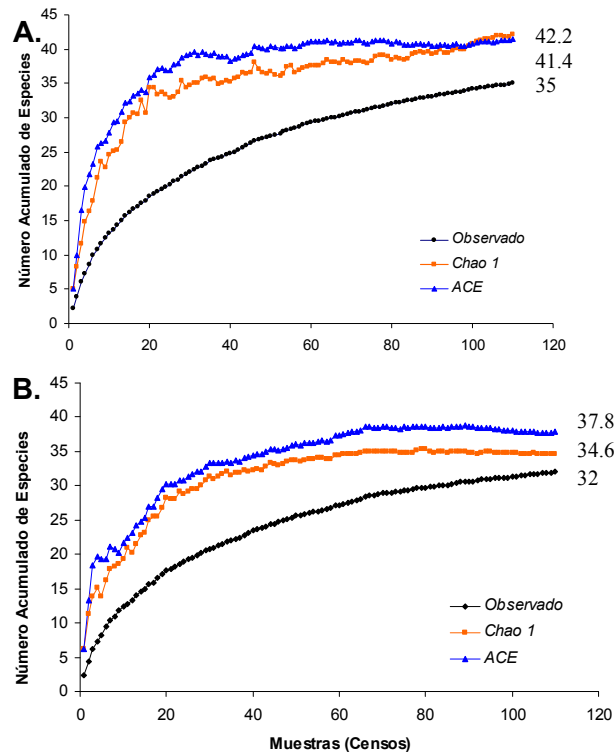 A.
45
40
35
30
25
20
15
10
5
0
Número Acumulado de Especies
0 20 40 60 80 100 120
42.2
41.4
35
Observado
Chao 1
ACE
B.
45
40
35
30
25
20
15
10
5
0
Número Acumulado de Especies
0 20 40 60 80 100 120
37.8
34.6
32
Observado
Chao 1
ACE
Muestras (Censos)